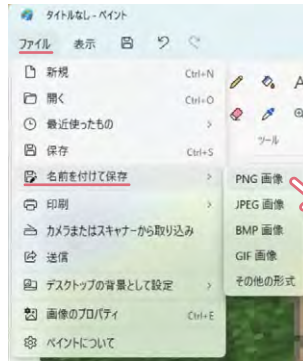 タイトルなし - ペイント
ファイル 表示
新規 Ctrl+N
開く Ctrl+O
最近使ったもの >
保存 Ctrl+S
名前を付けて保存 >
印刷 >
カメラまたはスキャナーから取り込み
送信
デスクトップの背景として設定 >
画像のプロパティ Ctrl+E
ペイントについて
A
ツール
PNG 画像
JPEG 画像
BMP 画像
GIF 画像
その他の形式